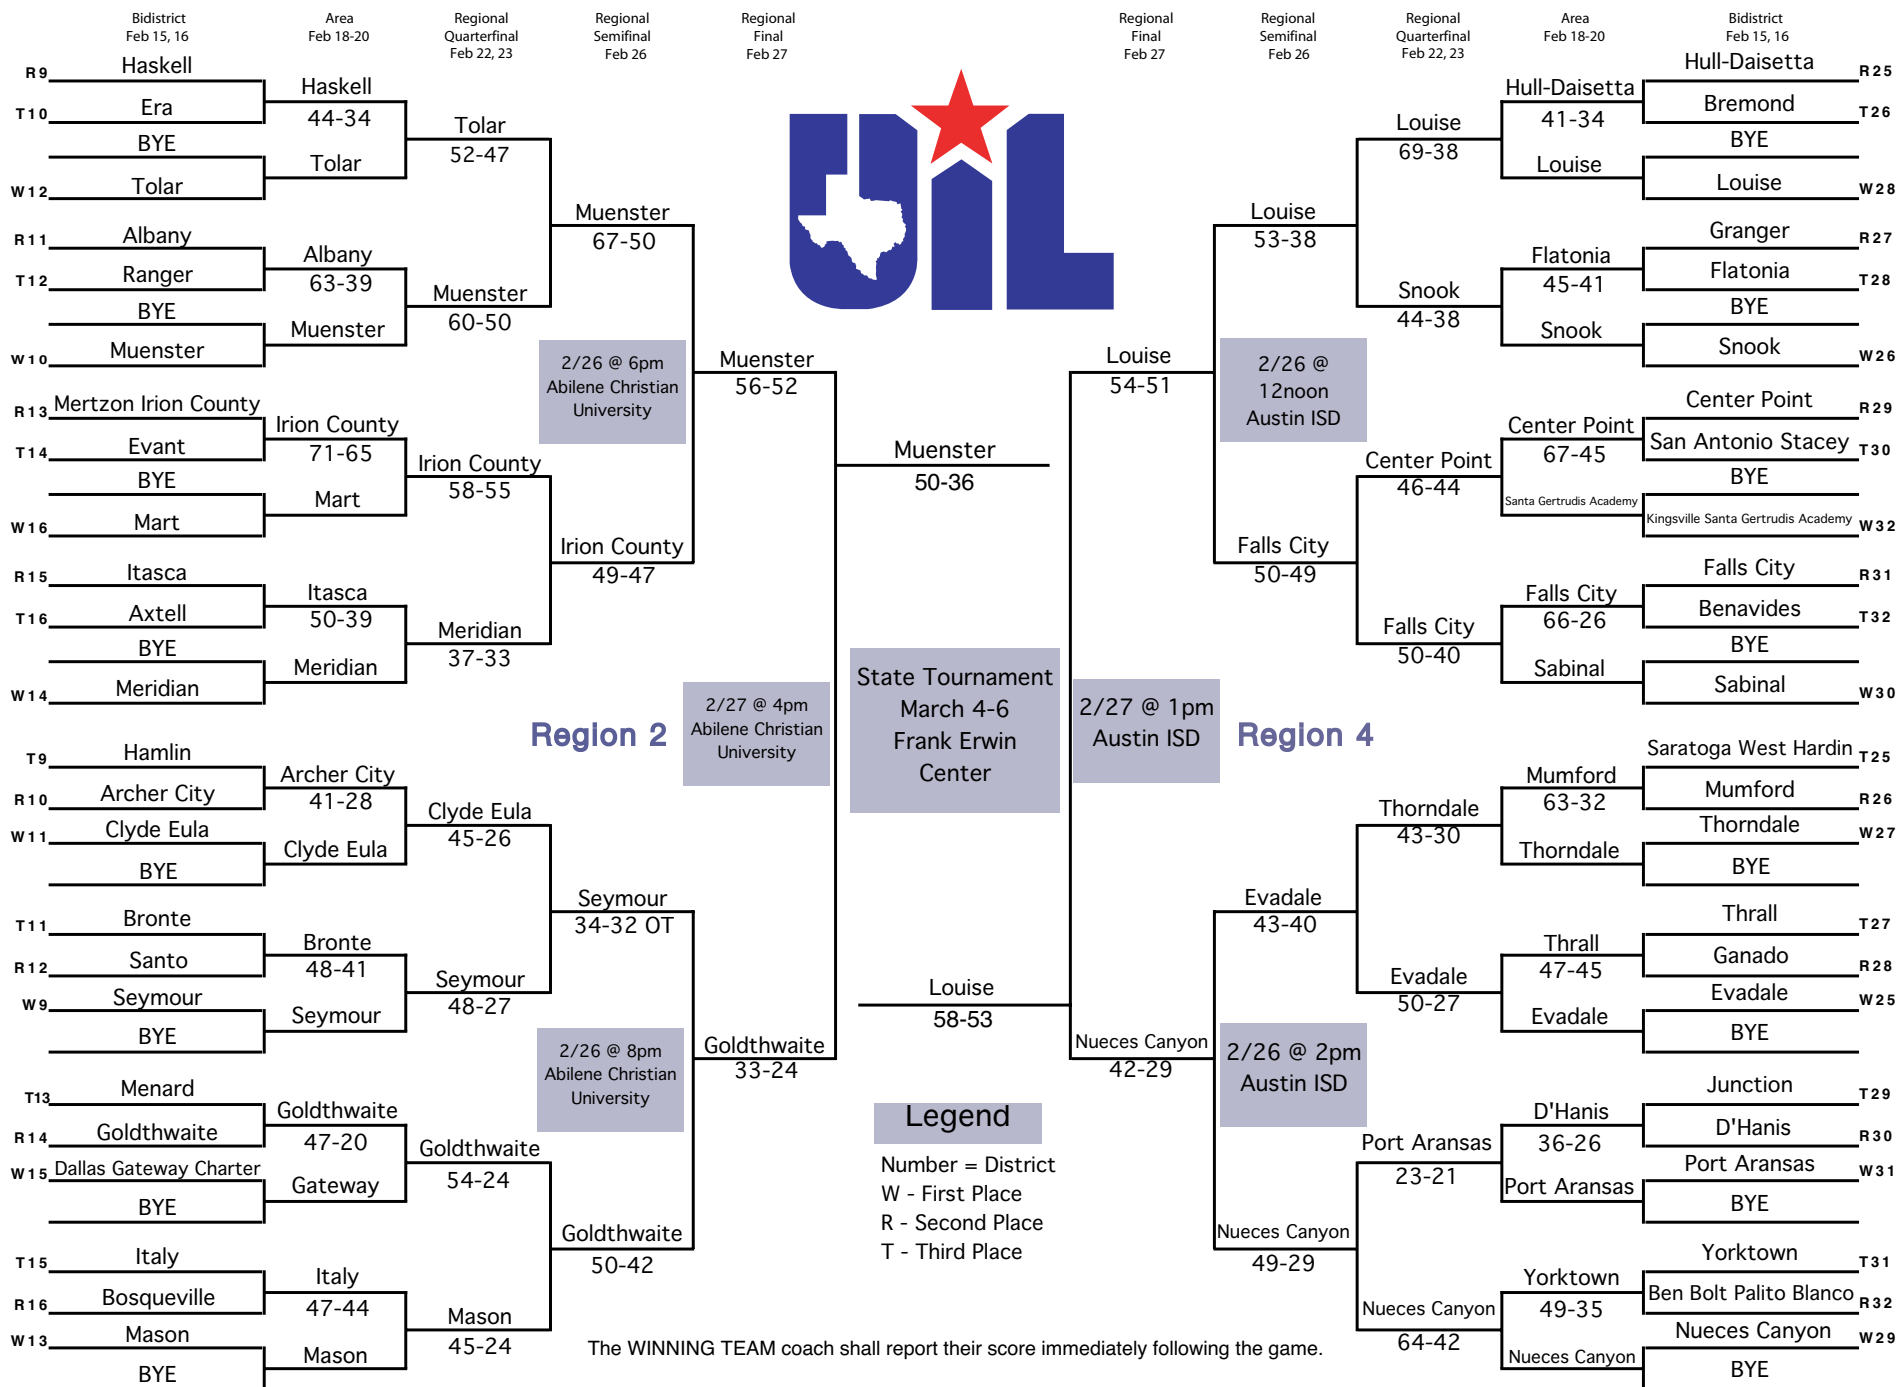 Bidistrict
Feb 15, 16
Area
Feb 18-20
Regional
Quarterfinal
Feb 22, 23
Regional
Semifinal
Feb 26
Regional
Final
Feb 27
Regional
Final
Feb 27
Regional
Semifinal
Feb 26
Regional
Quarterfinal
Feb 22, 23
Area
Feb 18-20
Bidistrict
Feb 15, 16
R9 Haskell
T10 Era
BYE
W12 Tolar
R11 Albany
T12 Ranger
BYE
W10 Muenster
R13 Mertzon Irion County
T14 Evant
BYE
W16 Mart
R15 Itasca
T16 Axtell
BYE
W14 Meridian
T9 Hamlin
R10 Archer City
W11 Clyde Eula
BYE
T11 Bronte
R12 Santo
W9 Seymour
BYE
T13 Menard
R14 Goldthwaite
W15 Dallas Gateway Charter
BYE
T15 Italy
R16 Bosqueville
W13 Mason
BYE
Haskell
44-34
Tolar
Albany
63-39
Muenster
Irion County
71-65
Mart
Itasca
50-39
Meridian
Archer City
41-28
Clyde Eula
Bronte
48-41
Seymour
Goldthwaite
47-20
Gateway
Italy
47-44
Mason
Tolar
52-47
Muenster
60-50
Irion County
58-55
Meridian
37-33
Clyde Eula
45-26
Seymour
48-27
Goldthwaite
54-24
Mason
45-24
Muenster
67-50
2/26 @ 6pm
Abilene Christian
University
Irion County
49-47
Region 2
Seymour
34-32 OT
2/26 @ 8pm
Abilene Christian
University
Goldthwaite
50-42
Muenster
56-52
2/27 @ 4pm
Abilene Christian
University
Goldthwaite
33-24
UIL
Muenster
50-36
State Tournament
March 4-6
Frank Erwin
Center
Louise
58-53
Legend
Number = District
W - First Place
R - Second Place
T - Third Place
The WINNING TEAM coach shall report their score immediately following the game.
Louise
54-51
2/27 @ 1pm
Austin ISD
Nueces Canyon
42-29
Louise
53-38
2/26 @
12noon
Austin ISD
Falls City
50-49
Region 4
Evadale
43-40
2/26 @ 2pm
Austin ISD
Nueces Canyon
49-29
Louise
69-38
Snook
44-38
Center Point
46-44
Falls City
50-40
Thorndale
43-30
Evadale
50-27
Port Aransas
23-21
Nueces Canyon
64-42
Hull-Daisetta
41-34
Louise
Flatonia
45-41
Snook
Center Point
67-45
Santa Gertrudis Academy
Falls City
66-26
Sabinal
Mumford
63-32
Thorndale
Thrall
47-45
Evadale
D'Hanis
36-26
Port Aransas
Yorktown
49-35
Nueces Canyon
Hull-Daisetta R25
Bremond T26
BYE
Louise W28
Granger R27
Flatonia T28
BYE
Snook W26
Center Point R29
San Antonio Stacey T30
BYE
Kingsville Santa Gertrudis Academy W32
Falls City R31
Benavides T32
BYE
Sabinal W30
Saratoga West Hardin T25
Mumford R26
Thorndale W27
BYE
Thrall T27
Ganado R28
Evadale W25
BYE
Junction T29
D'Hanis R30
Port Aransas W31
BYE
Yorktown T31
Ben Bolt Palito Blanco R32
Nueces Canyon W29
BYE